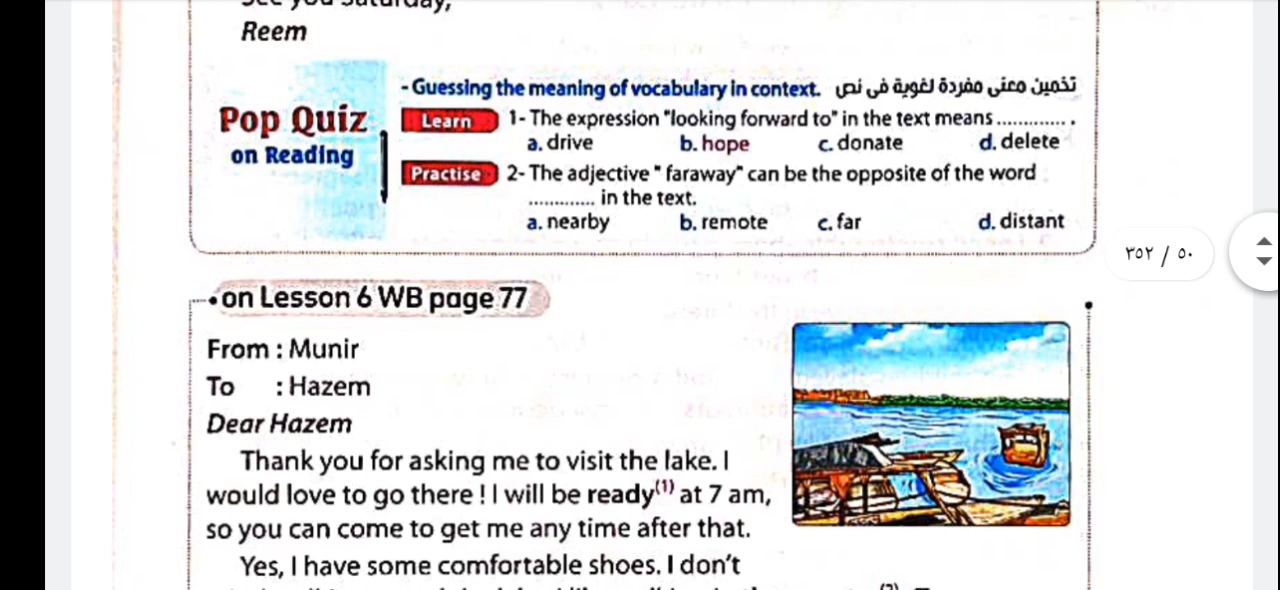 See you Saturday,
Reem
Pop Quiz
on Reading
- Guessing the meaning of vocabulary in context. تخمين معنى مفردة لغوية فى نص
Learn 1- The expression "looking forward to" in the text means ............. .
a. drive b. hope c. donate d. delete
Practise 2- The adjective " faraway" can be the opposite of the word
............. in the text.
a. nearby b. remote c. far d. distant
٣٥٢ / ٥٠
• on Lesson 6 WB page 77
From : Munir
To : Hazem
Dear Hazem
Thank you for asking me to visit the lake. I
would love to go there ! I will be ready(1) at 7 am,
so you can come to get me any time after that.
Yes, I have some comfortable shoes. I don't